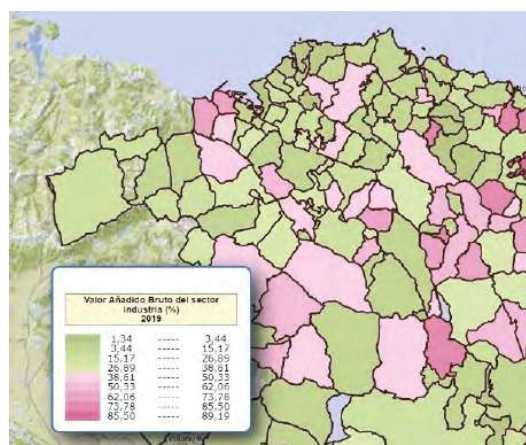 Valor Añadido Bruto del sector
industria (%)
2019
1,34 ----- 3,44
3,44 ----- 15,17
15,17 ----- 26,89
26,89 ----- 38,61
38,61 ----- 50,33
50,33 ----- 62,06
62,06 ----- 73,78
73,78 ----- 85,50
85,50 ----- 89,19